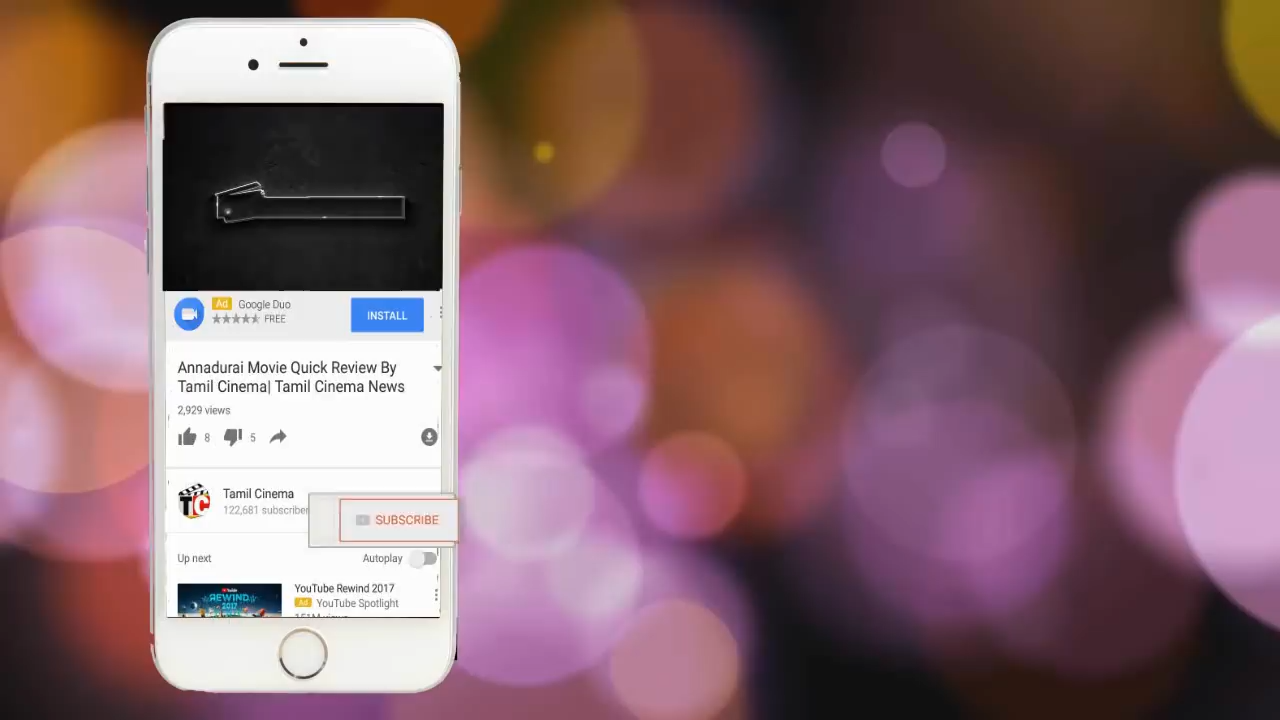 Ad Google Duo
FREE
INSTALL
Annadurai Movie Quick Review By
Tamil Cinema| Tamil Cinema News
2,929 views
8 5
TC
Tamil Cinema
122,681 subscriber
SUBSCRIBE
Up next
Autoplay
REWIND
2017
YouTube Rewind 2017
Ad YouTube Spotlight